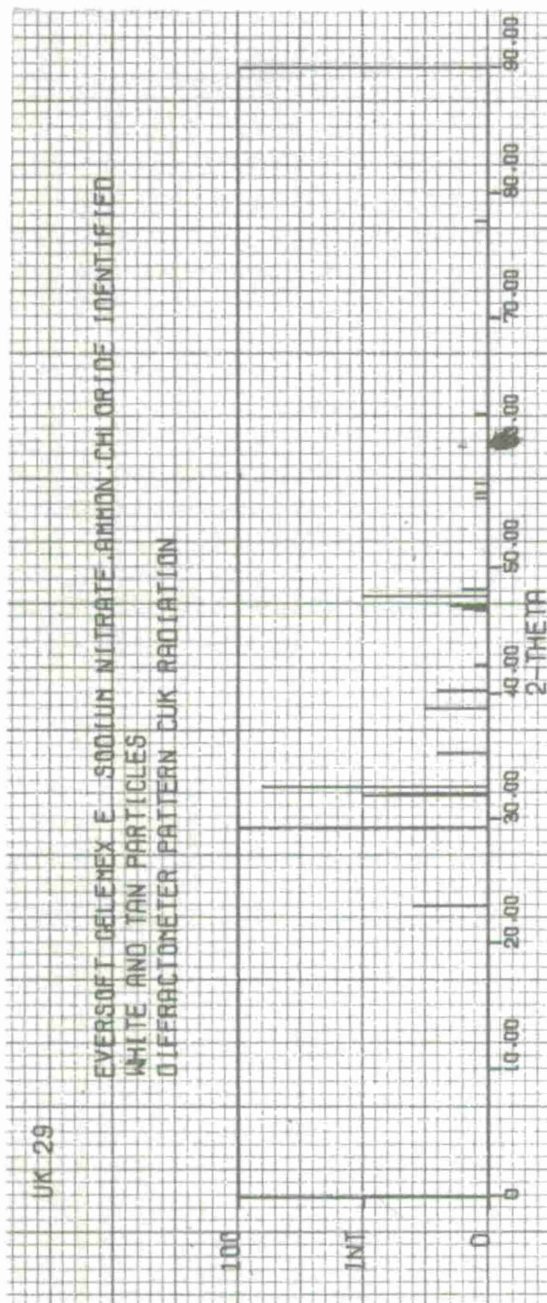 UK 29
EVERSOFT GELEMEX E SODIUM NITRATE,AMMON.CHLORIDE IDENTIFIED
WHITE AND TAN PARTICLES
DIFFRACTOMETER PATTERN CUK RADIATION
100
INT
0
0 10.00 20.00 30.00 40.00 50.00 70.00 80.00 90.00
2-THETA